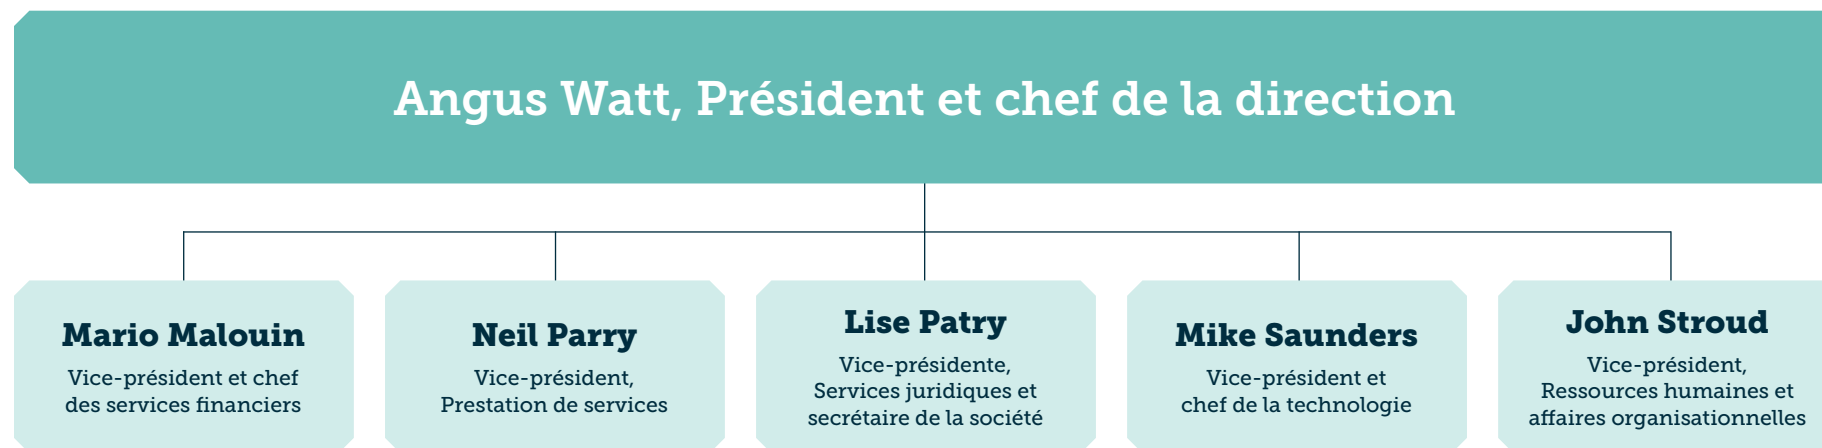 Angus Watt, Président et chef de la direction
Mario Malouin
Vice-président et chef
des services financiers
Neil Parry
Vice-président,
Prestation de services
Lise Patry
Vice-présidente,
Services juridiques et
secrétaire de la société
Mike Saunders
Vice-président et
chef de la technologie
John Stroud
Vice-président,
Ressources humaines et
affaires organisationnelles